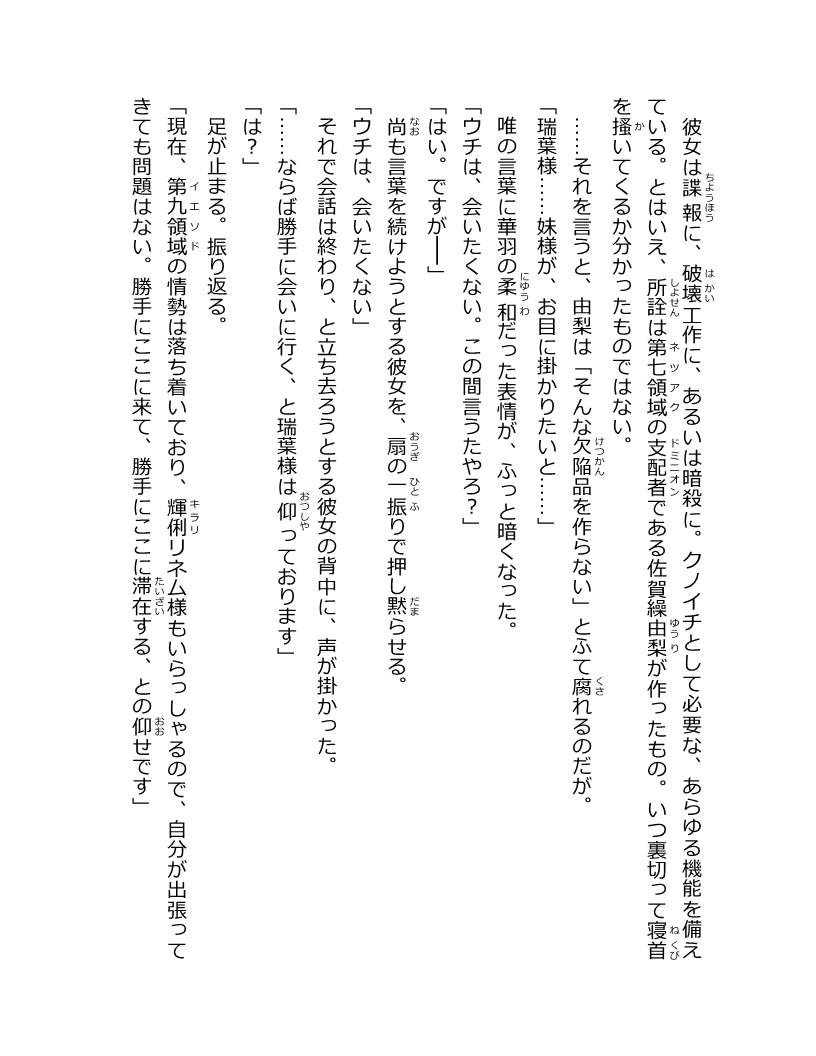 彼女は諜報に、破壊工作に、あるいは暗殺に。クノイチとして必要な、あらゆる機能を備え
ている。とはいえ、所詮は第七領域の支配者である佐賀繰由梨が作ったもの。いつ裏切って寝首
を掻いてくるか分かったものではない。
　……それを言うと、由梨は「そんな欠陥品を作らない」とふて腐れるのだが。
「瑞葉様……妹様が、お目に掛かりたいと……」
　唯の言葉に華羽の柔和だった表情が、ふっと暗くなった。
「ウチは、会いたくない。この間言うたやろ？」
「はい。ですが──」
　尚も言葉を続けようとする彼女を、扇の一振りで押し黙らせる。
「ウチは、会いたくない」
　それで会話は終わり、と立ち去ろうとする彼女の背中に、声が掛かった。
「……ならば勝手に会いに行く、と瑞葉様は仰っております」
「は？」
　足が止まる。振り返る。
「現在、第九領域の情勢は落ち着いており、輝俐リネム様もいらっしゃるので、自分が出張って
きても問題はない。勝手にここに来て、勝手にここに滞在する、との仰せです」